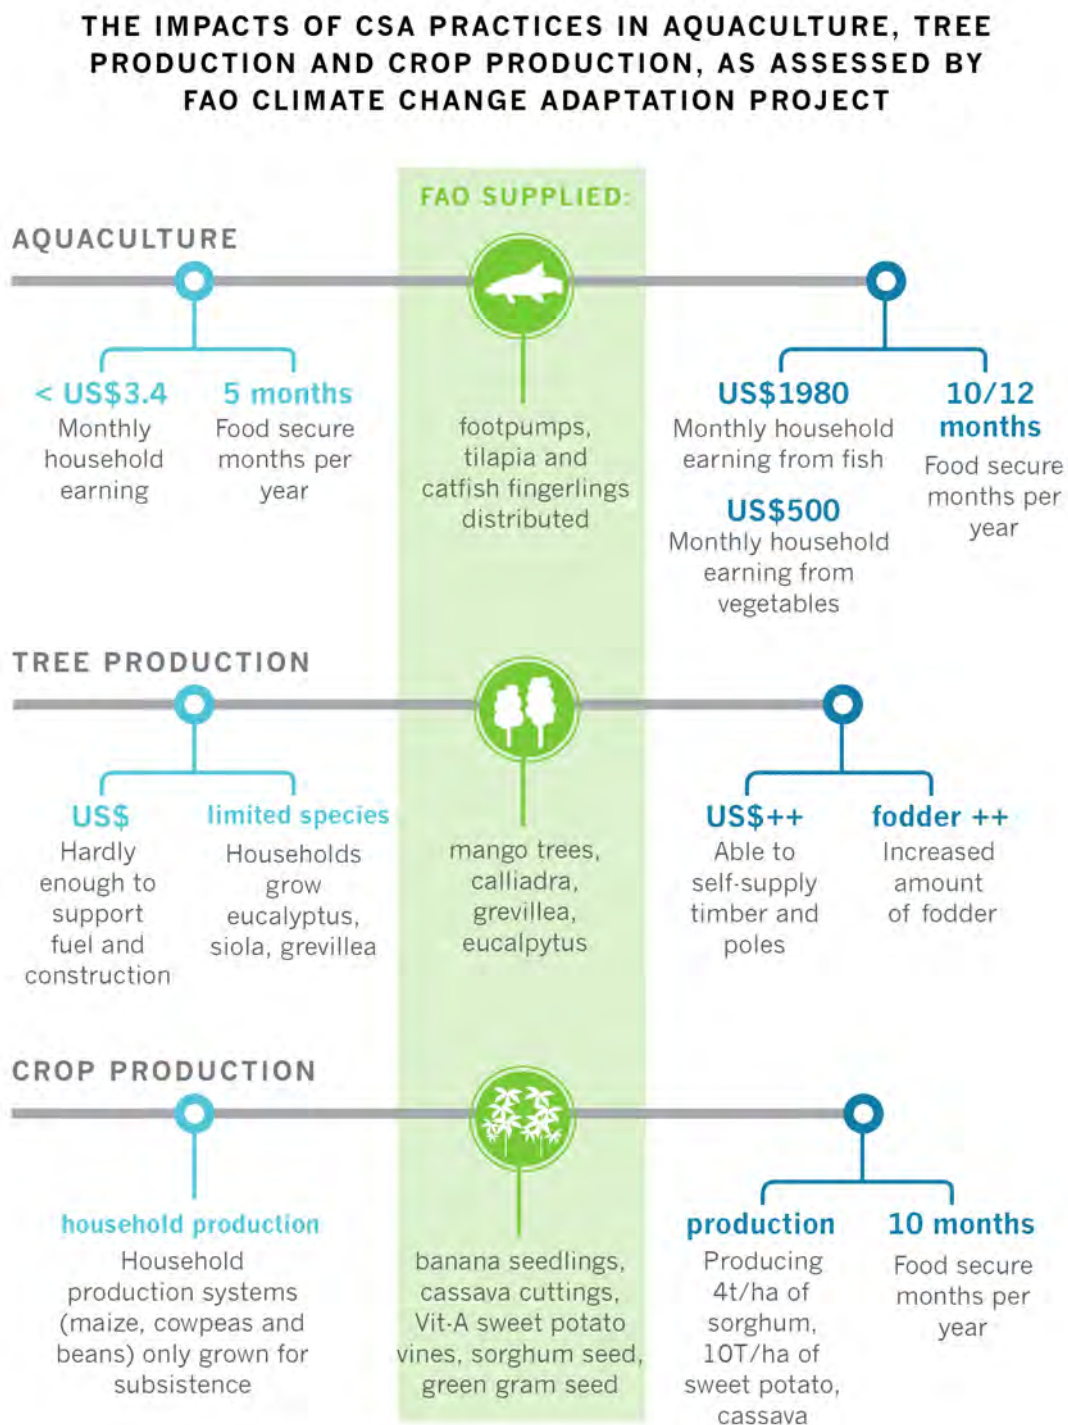 THE IMPACTS OF CSA PRACTICES IN AQUACULTURE, TREE
PRODUCTION AND CROP PRODUCTION, AS ASSESSED BY
FAO CLIMATE CHANGE ADAPTATION PROJECT
FAO SUPPLIED:
AQUACULTURE
< US$3.4
Monthly
household
earning
5 months
Food secure
months per
year
footpumps,
tilapia and
catfish fingerlings
distributed
US$1980
Monthly household
earning from fish
US$500
Monthly household
earning from
vegetables
10/12
months
Food secure
months per
year
TREE PRODUCTION
US$
Hardly
enough to
support
fuel and
construction
limited species
Households
grow
eucalyptus,
siola, grevillea
mango trees,
calliadra,
grevillea,
eucalpytus
US$++
Able to
self-supply
timber and
poles
fodder ++
Increased
amount
of fodder
CROP PRODUCTION
household production
Household
production systems
(maize, cowpeas and
beans) only grown for
subsistence
banana seedlings,
cassava cuttings,
Vit-A sweet potato
vines, sorghum seed,
green gram seed
production
Producing
4t/ha of
sorghum,
10T/ha of
sweet potato,
cassava
10 months
Food secure
months per
year